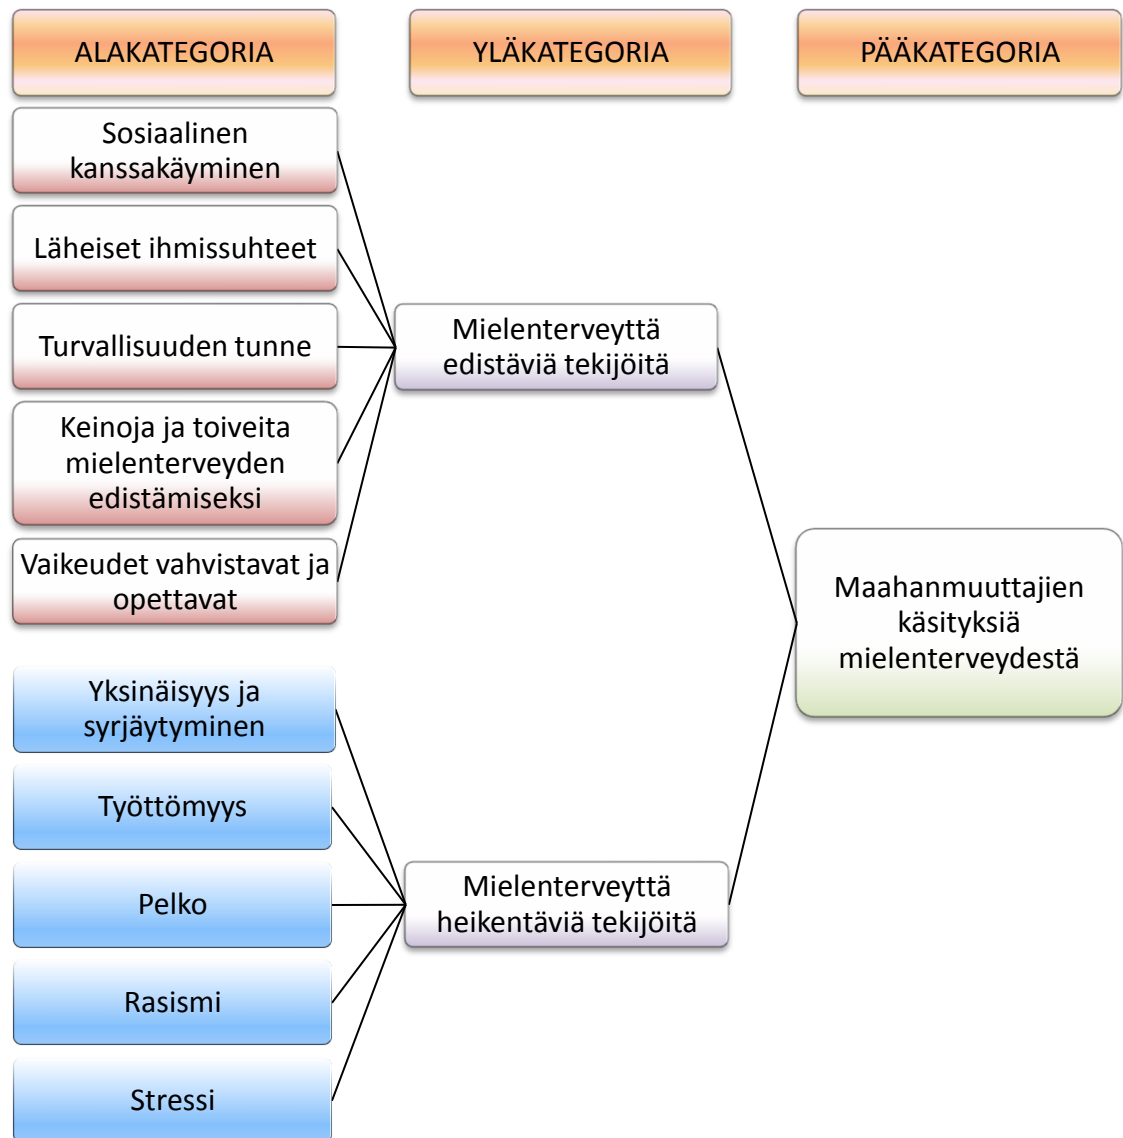 ALAKATEGORIA
YLÄKATEGORIA
PÄÄKATEGORIA
Sosiaalinen
kanssakäyminen
Läheiset ihmissuhteet
Turvallisuuden tunne
Keinoja ja toiveita
mielenterveyden
edistämiseksi
Vaikeudet vahvistavat ja
opettavat
Yksinäisyys ja
syrjäytyminen
Työttömyys
Pelko
Rasismi
Stressi
Mielenterveyttä
edistäviä tekijöitä
Mielenterveyttä
heikentäviä tekijöitä
Maahanmuuttajien
käsityksiä
mielenterveydestä